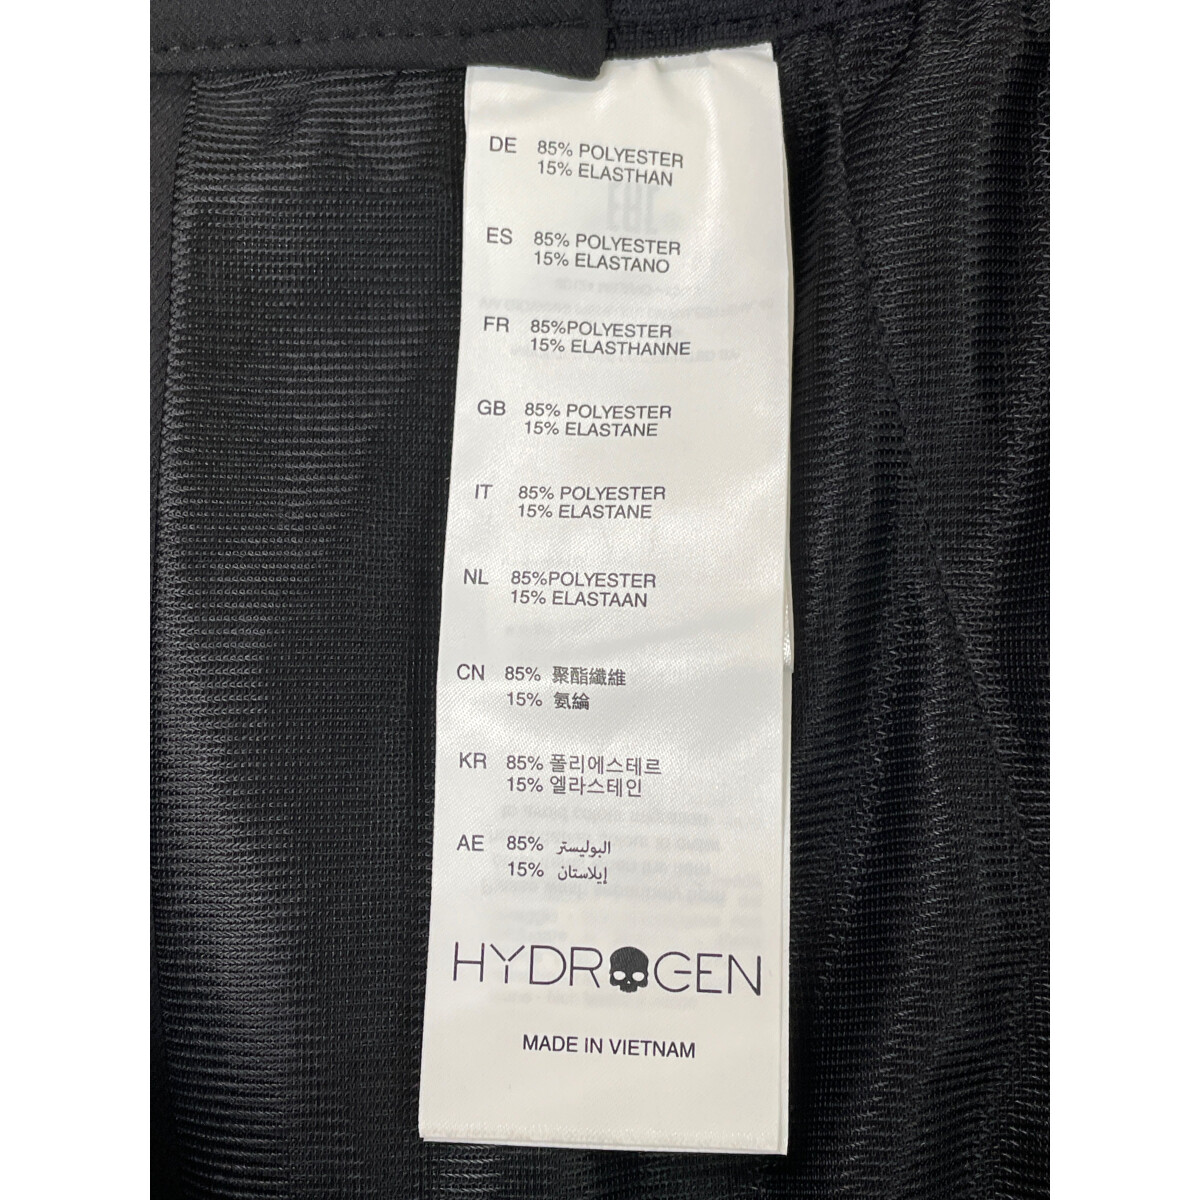 DE 85% POLYESTER
15% ELASTHAN
ES 85% POLYESTER
15% ELASTANO
FR 85%POLYESTER
15% ELASTHANNE
GB 85% POLYESTER
15% ELASTANE
IT 85% POLYESTER
15% ELASTANE
NL 85%POLYESTER
15% ELASTAAN
CN 85% 聚酯纖維
15% 氨綸
KR 85% 폴리에스테르
15% 엘라스테인
AE 85% البوليستر
15% إيلاستان
HYDROGEN
MADE IN VIETNAM